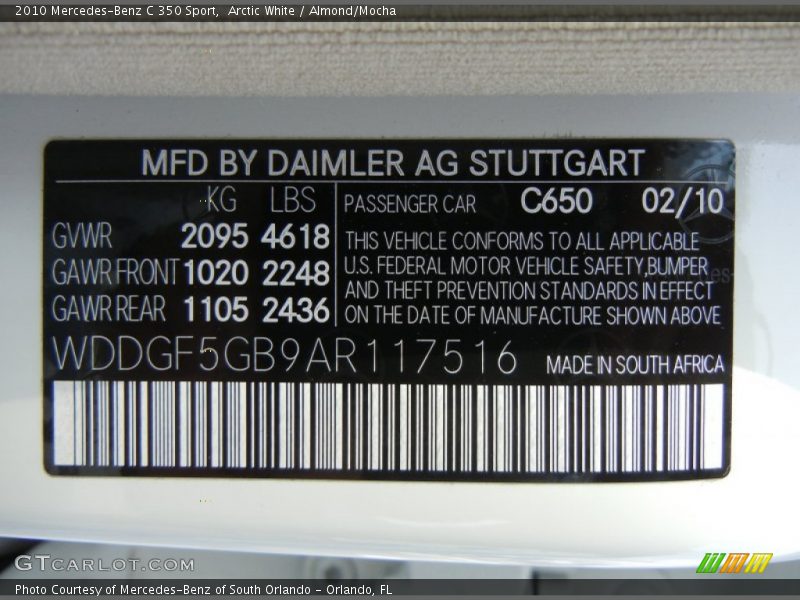 2010 Mercedes-Benz C 350 Sport,  Arctic White / Almond/Mocha
MFD BY DAIMLER AG STUTTGART
KG LBS
GVWR 2095 4618
GAWR FRONT 1020 2248
GAWR REAR 1105 2436
PASSENGER CAR C650 02/10
THIS VEHICLE CONFORMS TO ALL APPLICABLE
U.S. FEDERAL MOTOR VEHICLE SAFETY,BUMPER
AND THEFT PREVENTION STANDARDS IN EFFECT
ON THE DATE OF MANUFACTURE SHOWN ABOVE
WDDGF5GB9AR117516 MADE IN SOUTH AFRICA
GTCARLOT.COM
Photo Courtesy of Mercedes-Benz of South Orlando - Orlando, FL